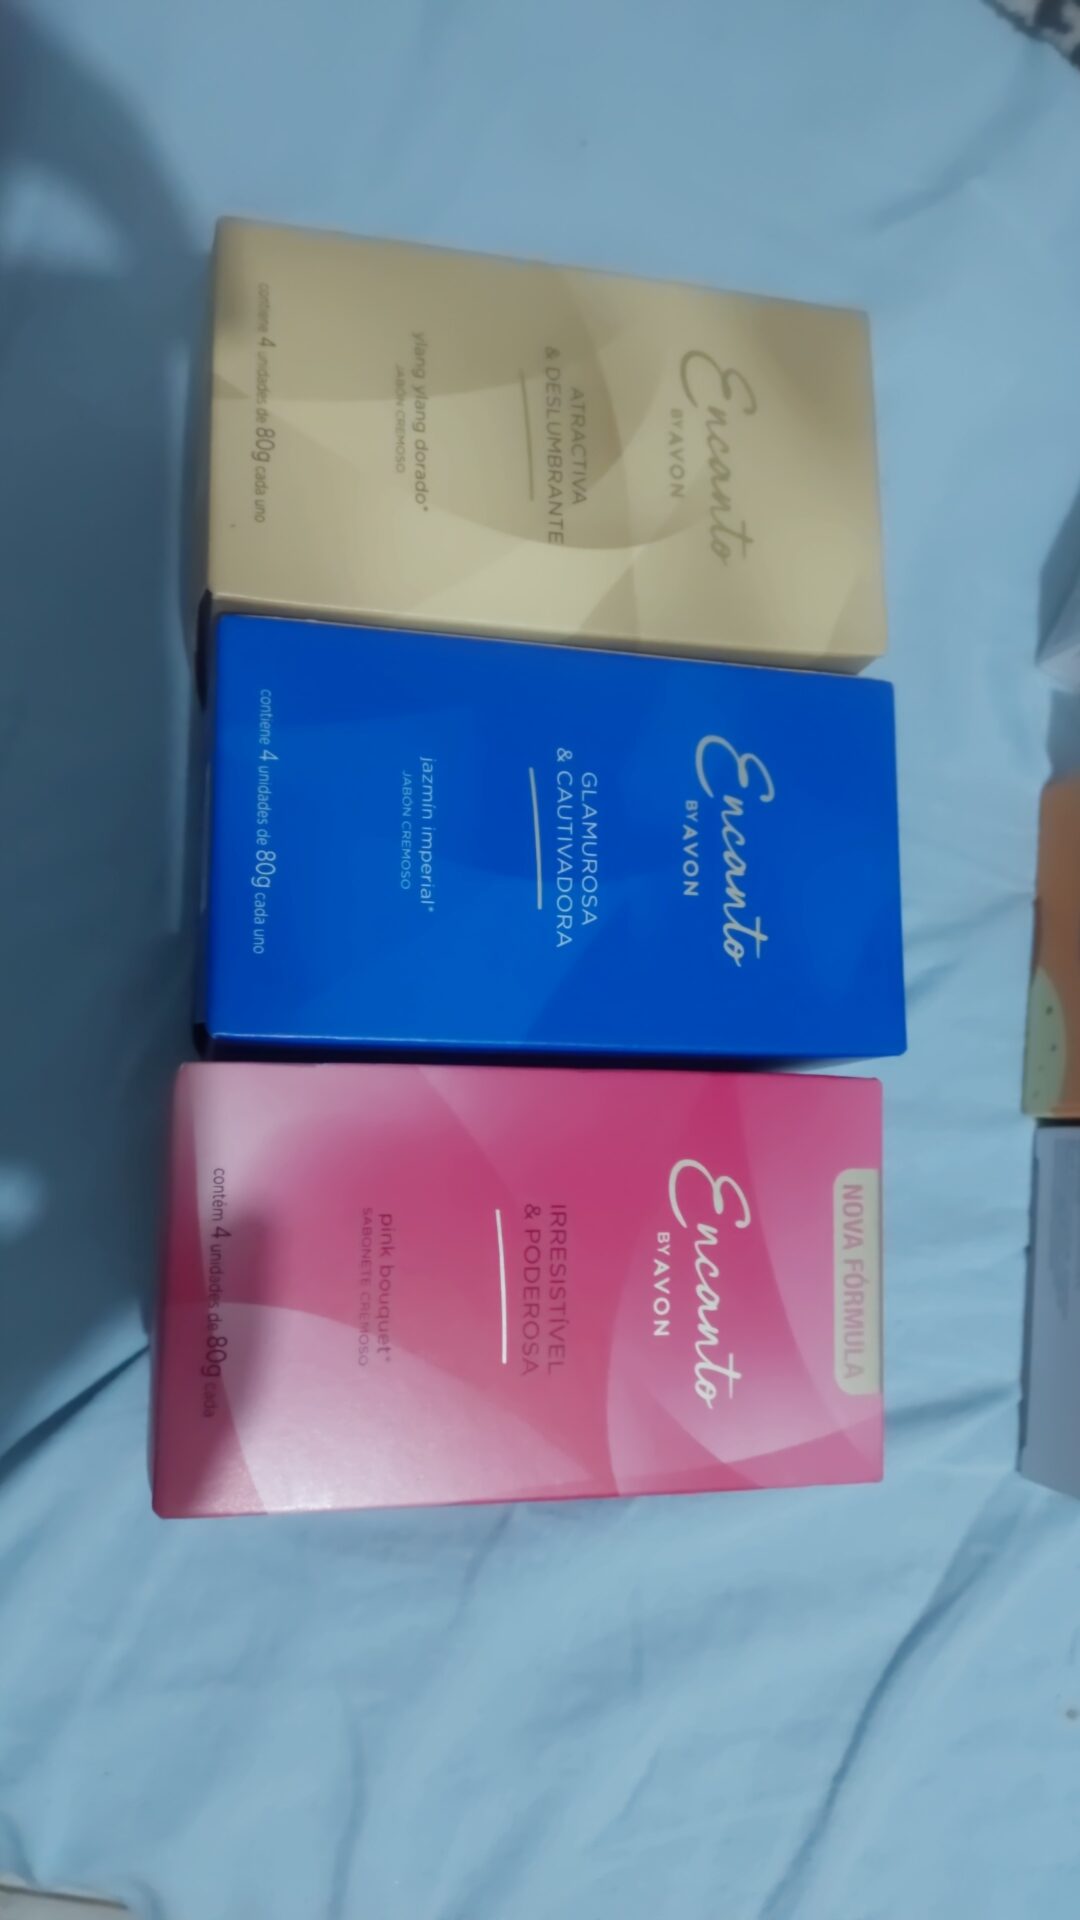 Encanto
BY AVON
ATRACTIVA
& DESLUMBRANTE
ylang ylang dorado*
JABÓN CREMOSO
contiene 4 unidades de 80g cada uno
Encanto
BY AVON
GLAMUROSA
& CAUTIVADORA
jazmín imperial*
JABÓN CREMOSO
contiene 4 unidades de 80g cada uno
NOVA FÓRMULA
Encanto
BY AVON
IRRESISTÍVEL
& PODEROSA
pink bouquet*
SABONETE CREMOSO
contém 4 unidades de 80g cada